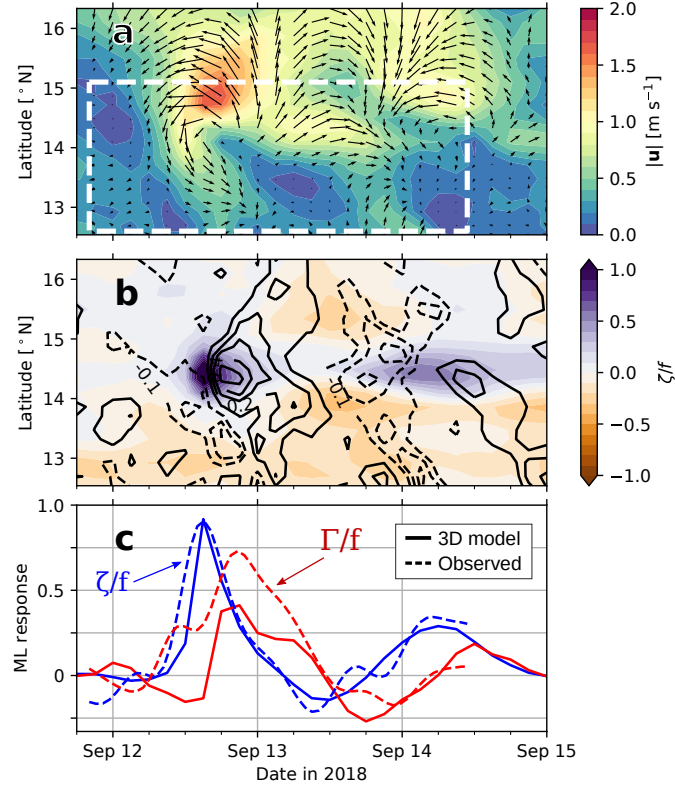 a
Latitude [°N]
16
15
14
13
2.0
1.5
1.0
0.5
0.0
|u| [m s⁻¹]
b
Latitude [°N]
16
15
14
13
-0.1
0.2
-0.1
1.0
0.5
0.0
−0.5
−1.0
ζ/f
c
ML response
1.0
0.5
0
ζ/f
Γ/f
3D model
Observed
Sep 12
Sep 13
Sep 14
Sep 15
Date in 2018